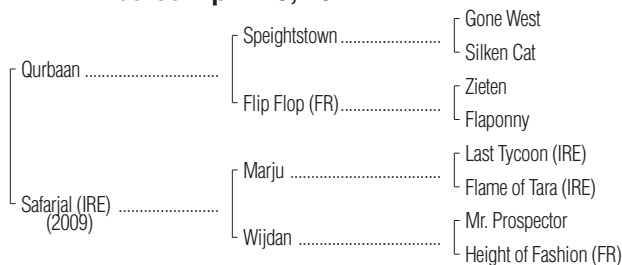 Speightstown
Gone West
Silken Cat
Qurbaan
Flip Flop (FR)
Zieten
Flaponny
Marju
Last Tycoon (IRE)
Flame of Tara (IRE)
Safarjal (IRE)
(2009)
Wijdan
Mr. Prospector
Height of Fashion (FR)